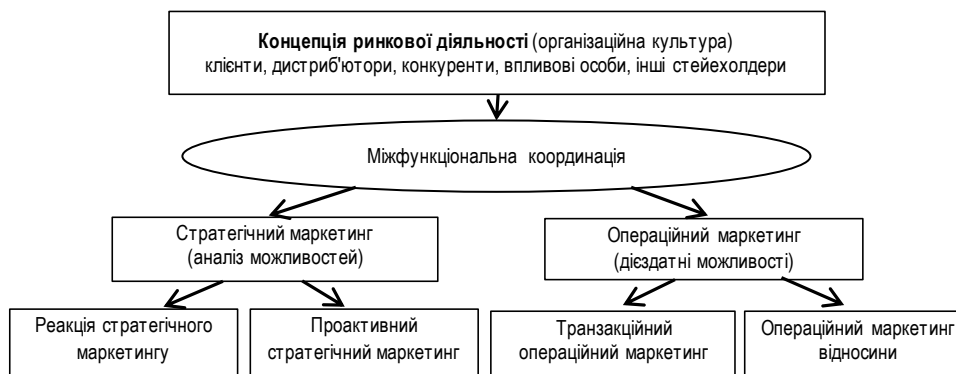 Концепція ринкової діяльності (організаційна культура)
клієнти, дистриб'ютори, конкуренти, впливові особи, інші стейехолдери
Міжфункціональна координація
Стратегічний маркетинг
(аналіз можливостей)
Операційний маркетинг
(дієздатні можливості)
Реакція стратегічного
маркетингу
Проактивний
стратегічний маркетинг
Транзакційний
операційний маркетинг
Операційний маркетинг
відносини